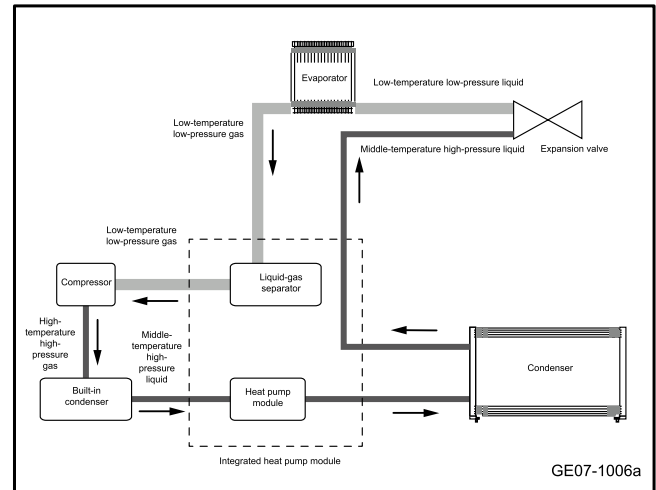 Evaporator
Low-temperature low-pressure liquid
Low-temperature
low-pressure gas
Middle-temperature high-pressure liquid
Expansion valve
Low-temperature
low-pressure gas
Compressor
Liquid-gas
separator
High-
temperature
high-
pressure
gas
Middle-
temperature
high-
pressure
liquid
Condenser
Built-in
condenser
Heat pump
module
Integrated heat pump module
GE07-1006a